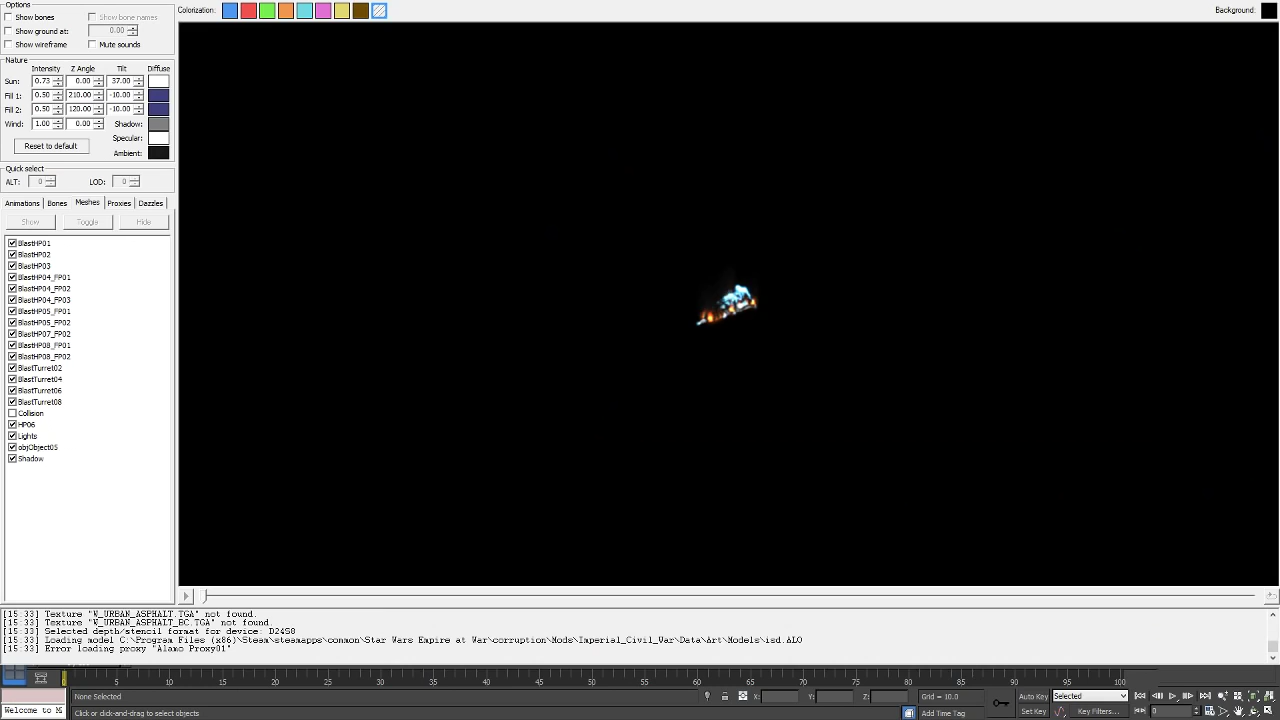 Options
Colorization:
Background:
Show bones
Show bone names
Show ground at:
0.00
Show wireframe
Mute sounds
Nature
Intensity
Z Angle
Tilt
Diffuse
Sun: 0.73 0.00 37.00
Fill 1: 0.50 210.00 -10.00
Fill 2: 0.50 120.00 -10.00
Wind: 1.00 0.00 Shadow:
Specular:
Reset to default
Ambient:
Quick select
ALT: 0 LOD: 0
Animations Bones Meshes Proxies Dazzles
Show Toggle Hide
BlastHP01
BlastHP02
BlastHP03
BlastHP04_FP01
BlastHP04_FP02
BlastHP04_FP03
BlastHP05_FP01
BlastHP05_FP02
BlastHP07_FP02
BlastHP08_FP01
BlastHP08_FP02
BlastTurret02
BlastTurret04
BlastTurret06
BlastTurret08
Collision
HP06
Lights
objObject05
Shadow
[15:33] Texture "W_URBAN_ASPHALT.TGA" not found.
[15:33] Texture "W_URBAN_ASPHALT_BC.TGA" not found.
[15:33] Selected depth/stencil format for device: D24S8
[15:33] Loading model C:\Program Files (x86)\Steam\steamapps\common\Star Wars Empire at War\corruption\Mods\Imperial_Civil_War\Data\Art\Models\isd.ALO
[15:33] Error loading proxy "Alamo Proxy01"
5 10 15 20 25 30 35 40 45 50 55 60 65 70 75 80 85 90 95 100
None Selected
X: Y: Z:
Grid = 10.0
Auto Key
Selected
Welcome to M
Click or click-and-drag to select objects
Add Time Tag
Set Key
Key Filters...
0